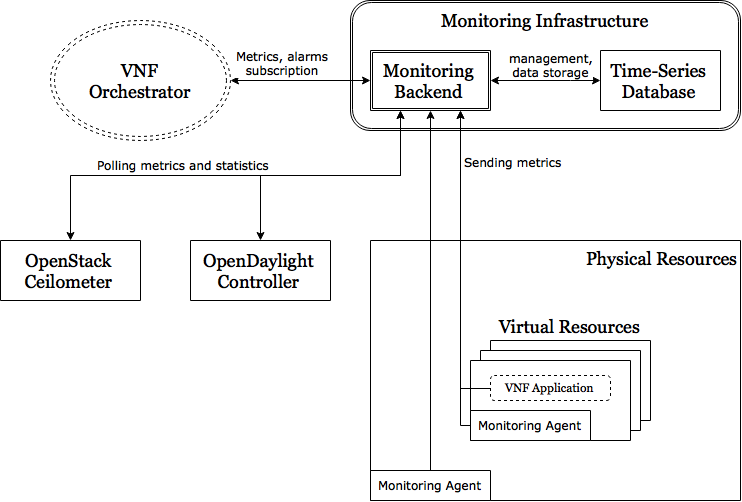 Monitoring Infrastructure
VNF
Orchestrator
Metrics, alarms
subscription
Monitoring
Backend
management,
data storage
Time-Series
Database
Polling metrics and statistics
Sending metrics
OpenStack
Ceilometer
OpenDaylight
Controller
Physical Resources
Virtual Resources
VNF Application
Monitoring Agent
Monitoring Agent